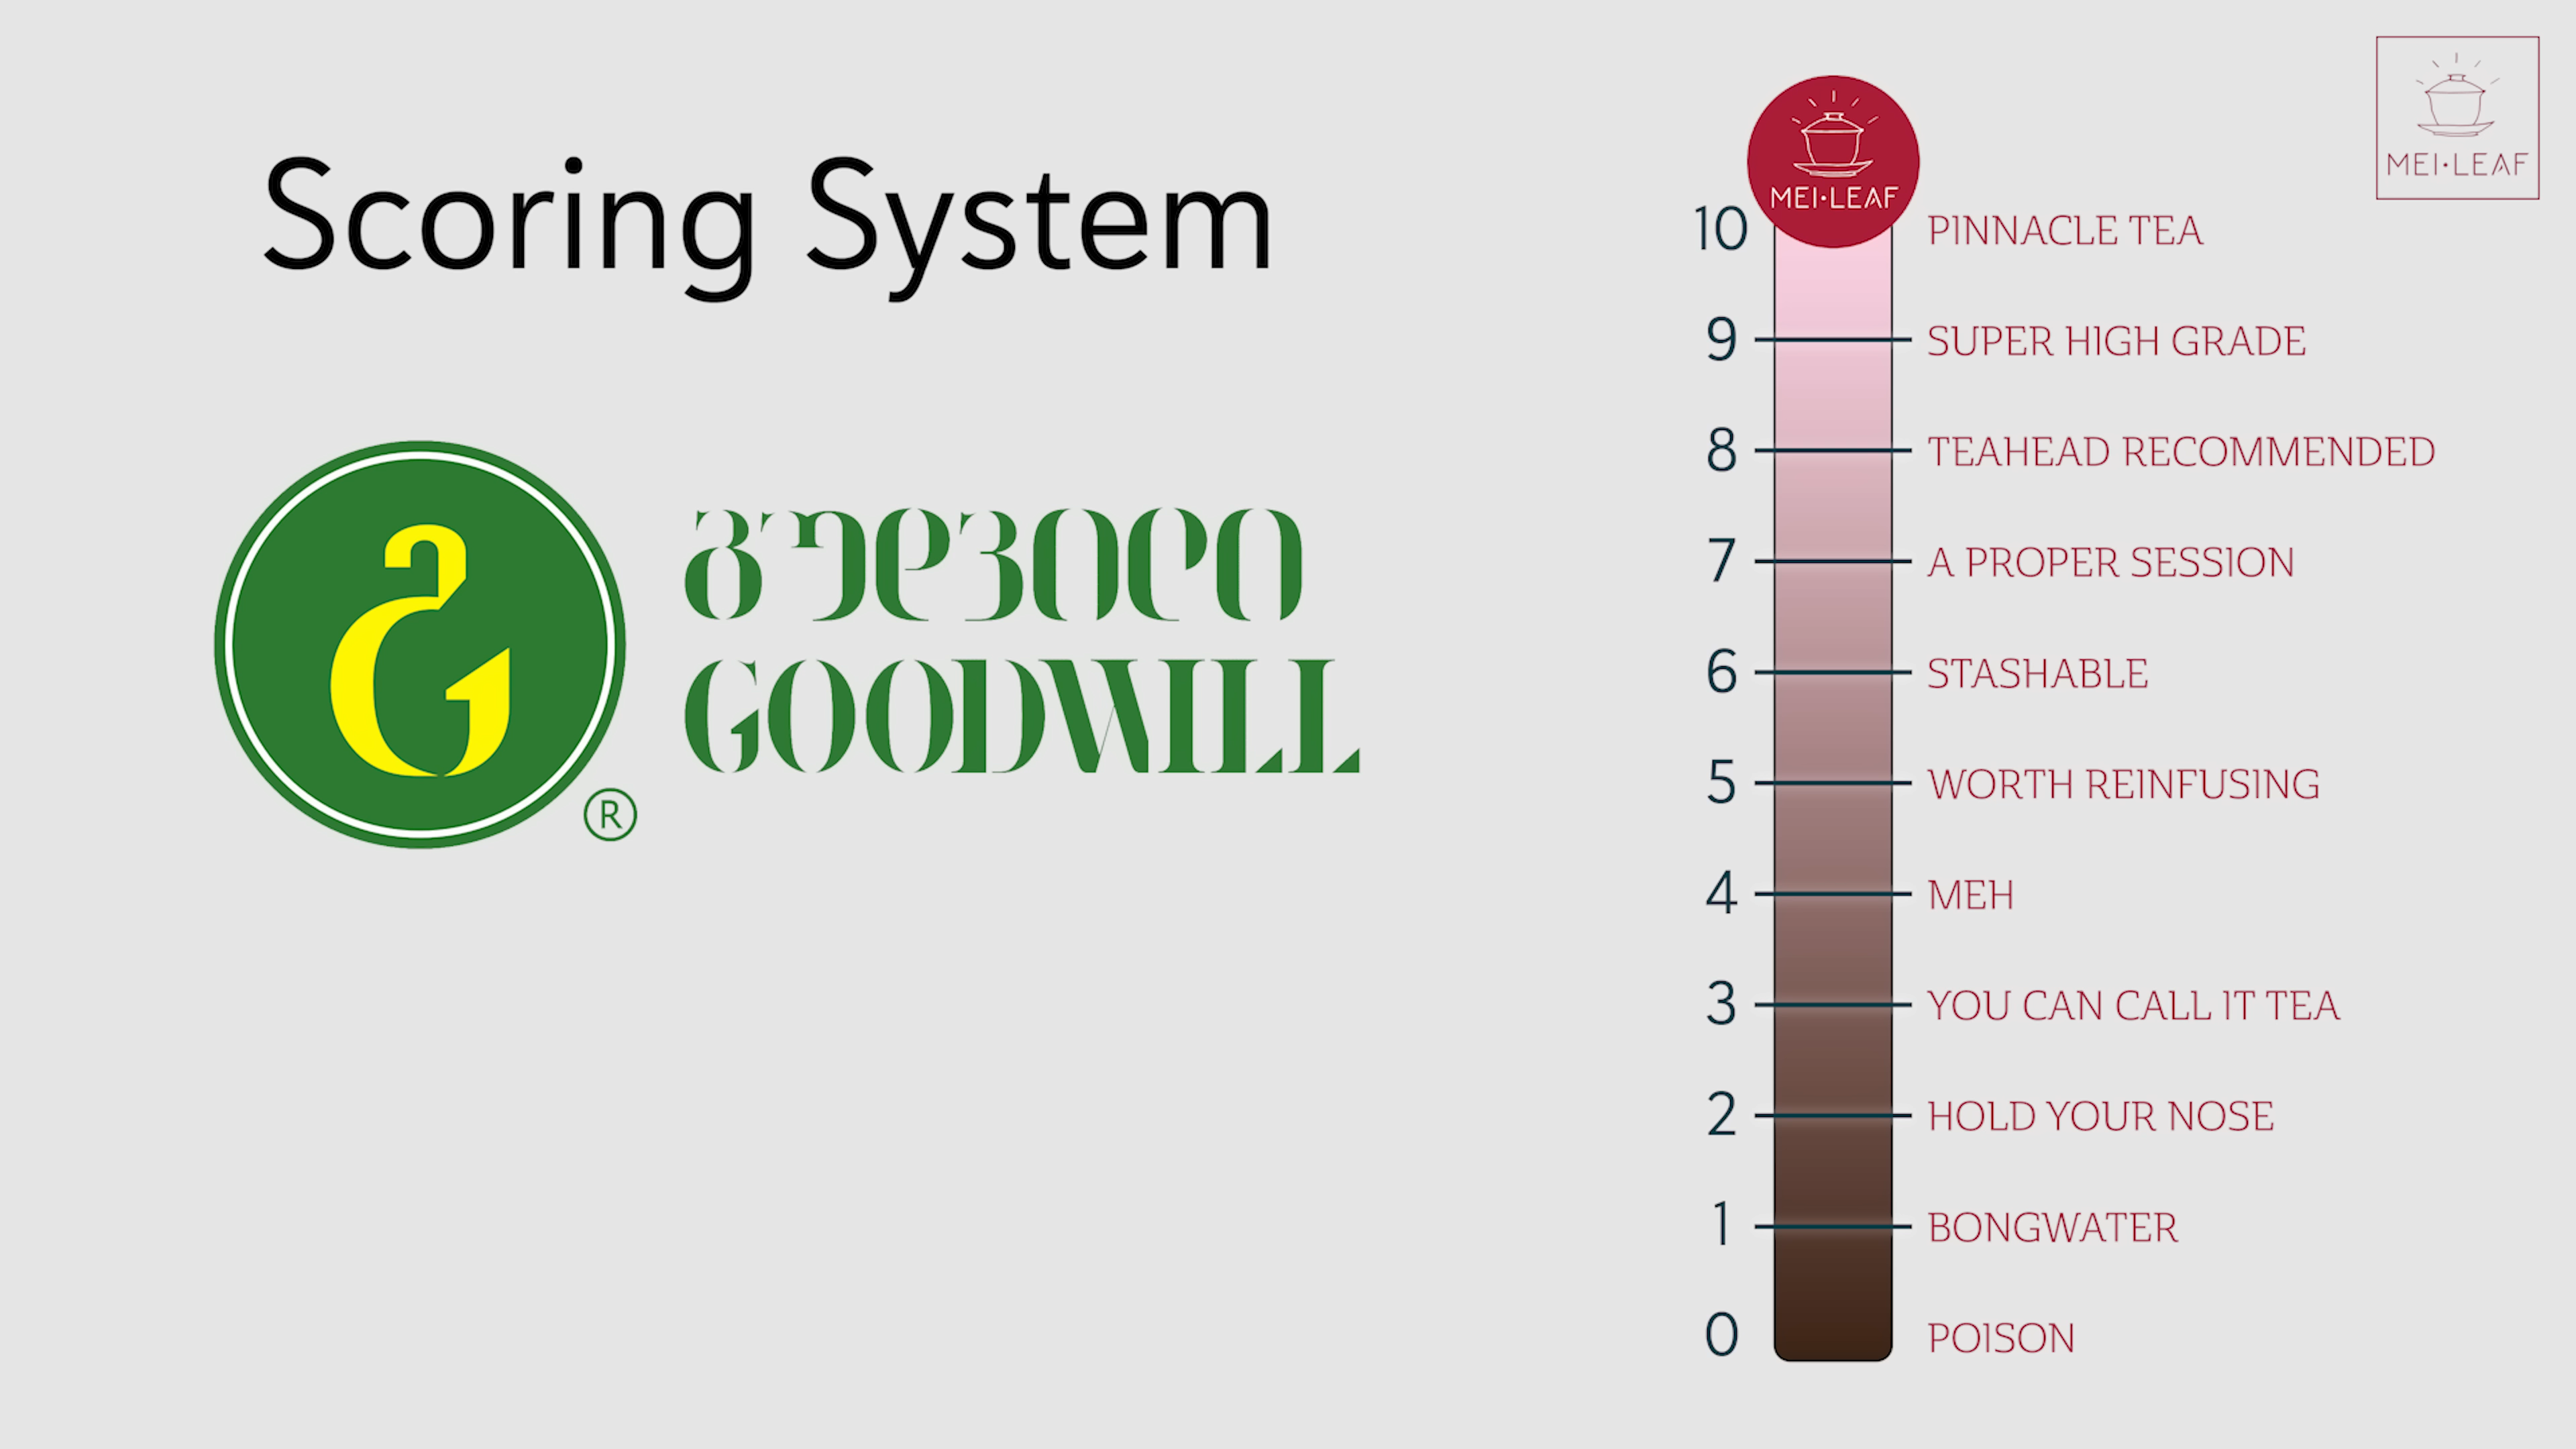 Scoring System
გუდვილი
GOODWILL
®
MEI·LEAF
10 PINNACLE TEA
9 SUPER HIGH GRADE
8 TEAHEAD RECOMMENDED
7 A PROPER SESSION
6 STASHABLE
5 WORTH REINFUSING
4 MEH
3 YOU CAN CALL IT TEA
2 HOLD YOUR NOSE
1 BONGWATER
0 POISON
MEI·LEAF